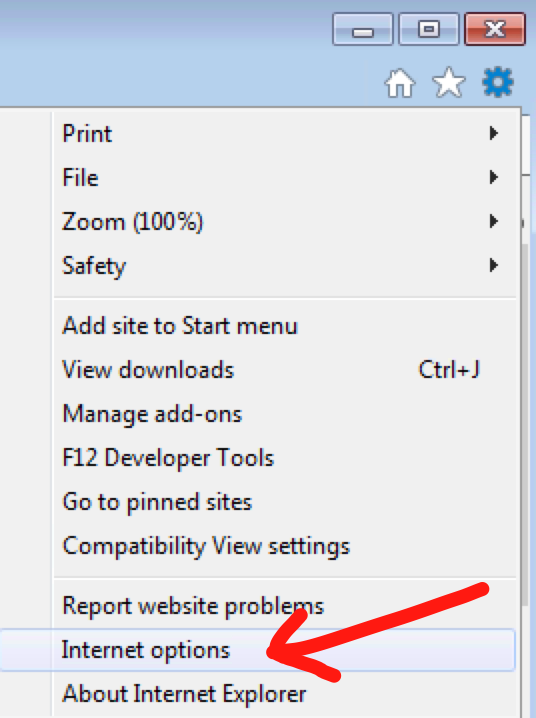 Print
File
Zoom (100%)
Safety
Add site to Start menu
View downloads Ctrl+J
Manage add-ons
F12 Developer Tools
Go to pinned sites
Compatibility View settings
Report website problems
Internet options
About Internet Explorer